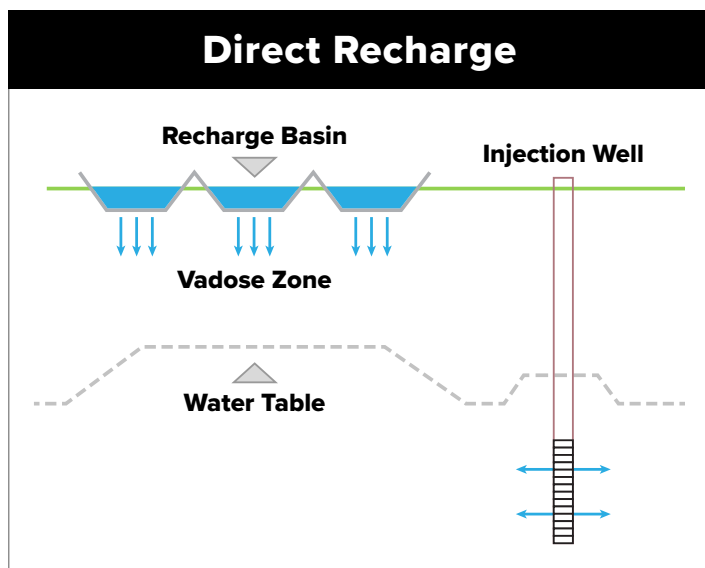 Direct Recharge
Recharge Basin
Injection Well
Vadose Zone
Water Table